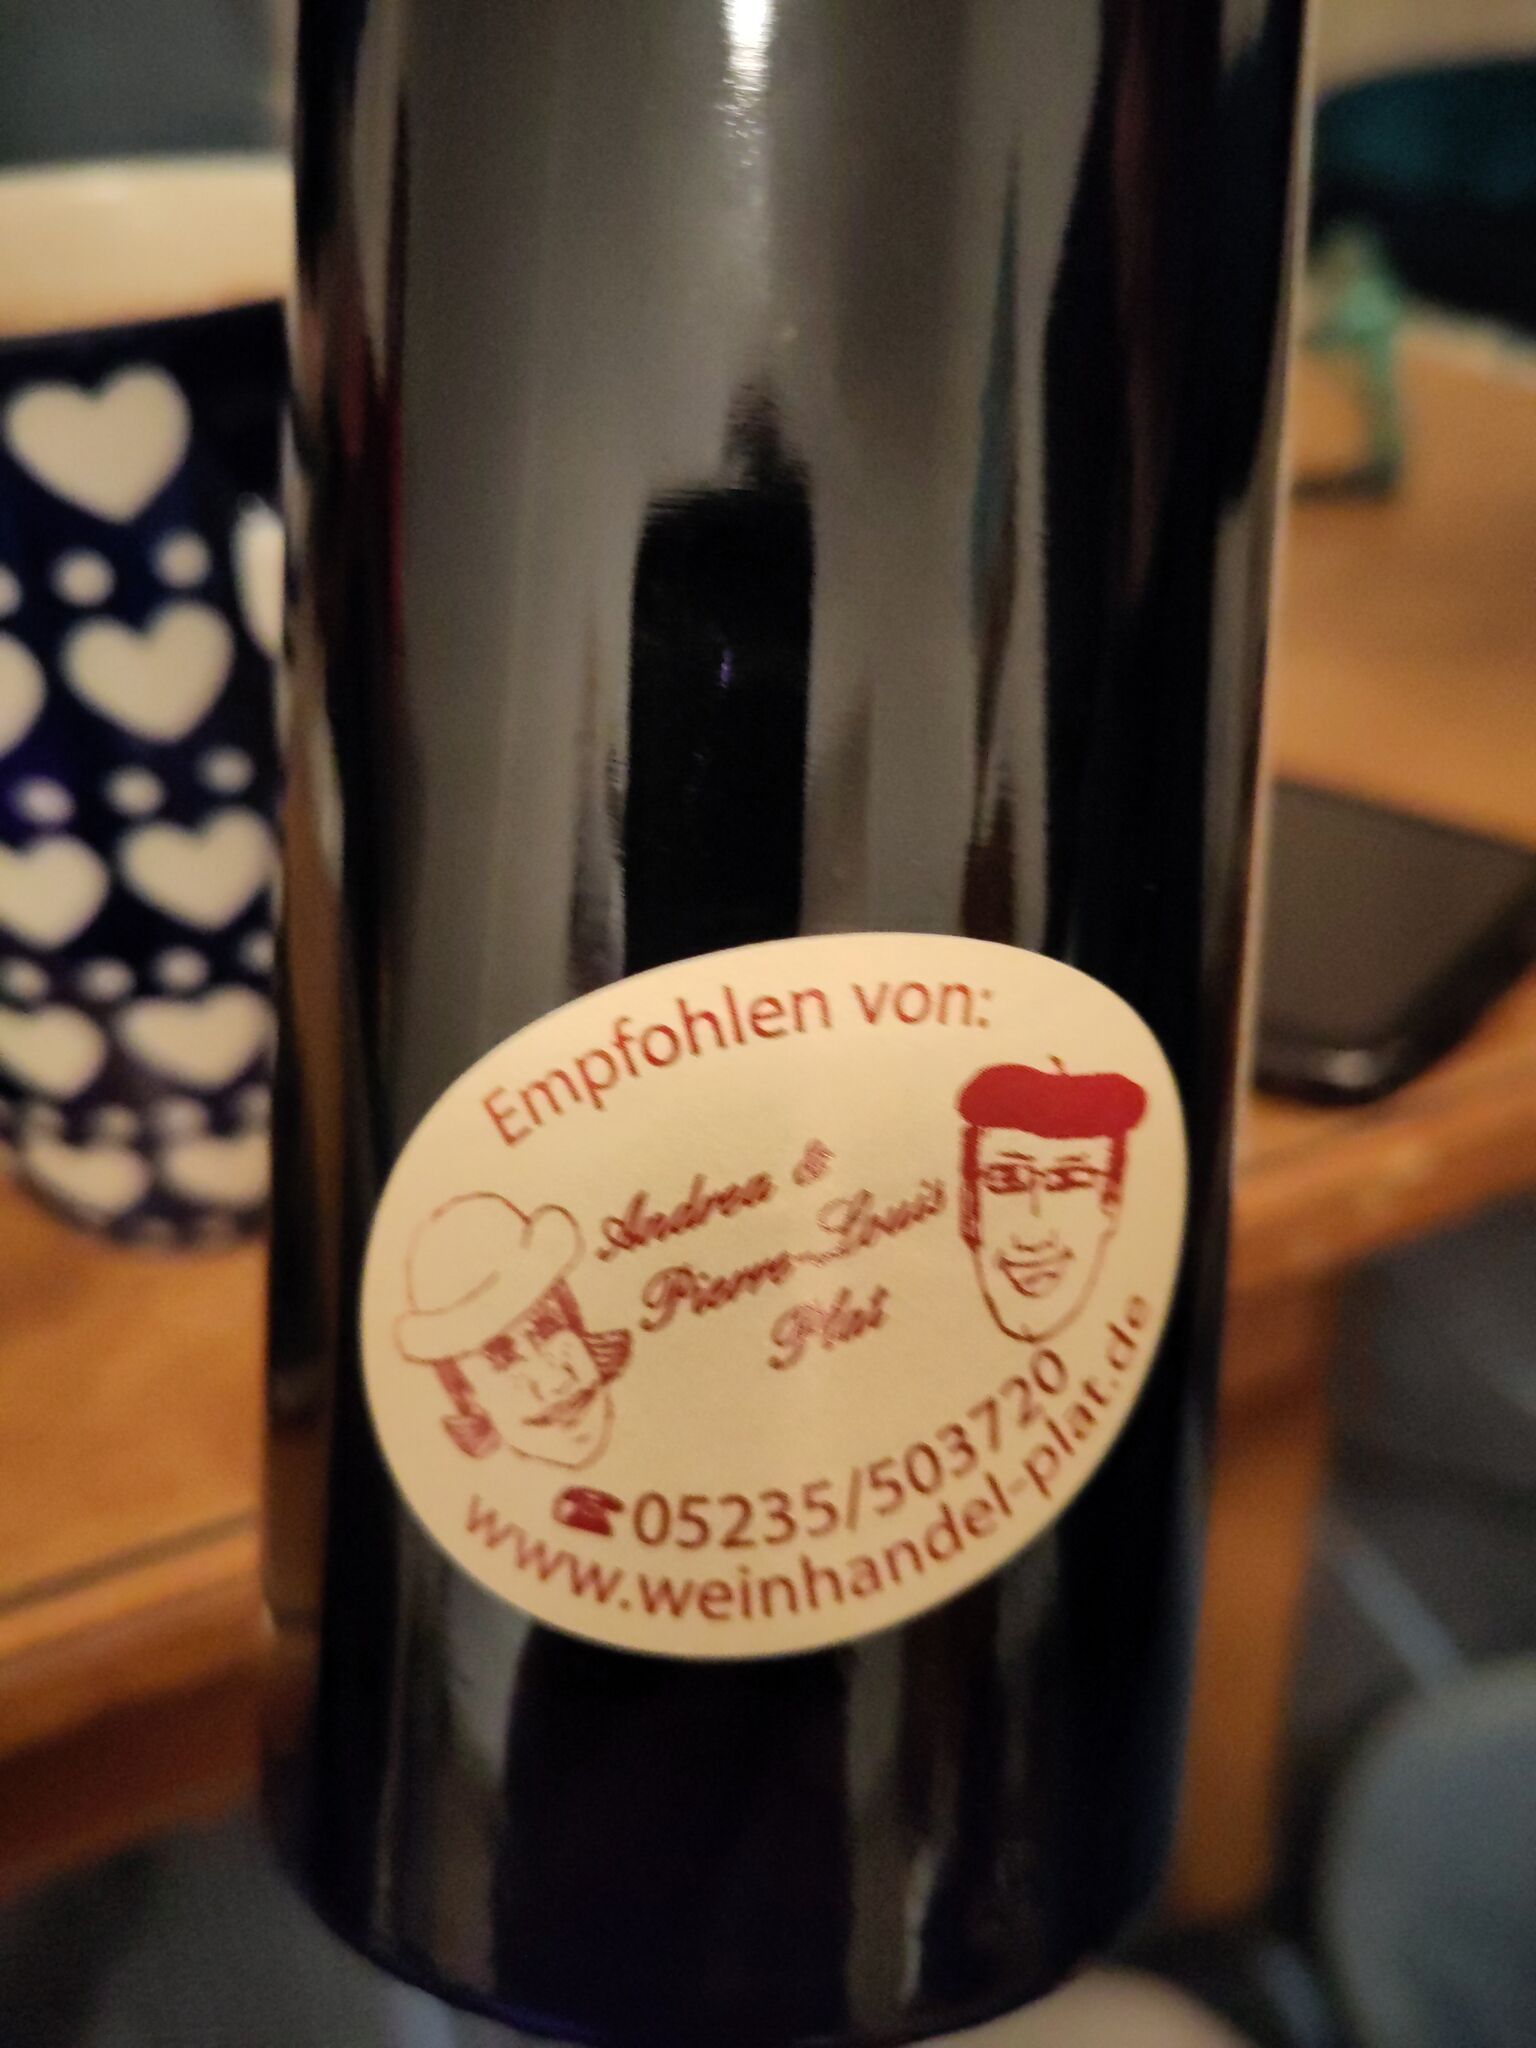 Empfohlen von:
Andrea &
Pierre-Louis
Plat
05235/503720
www.weinhandel-plat.de